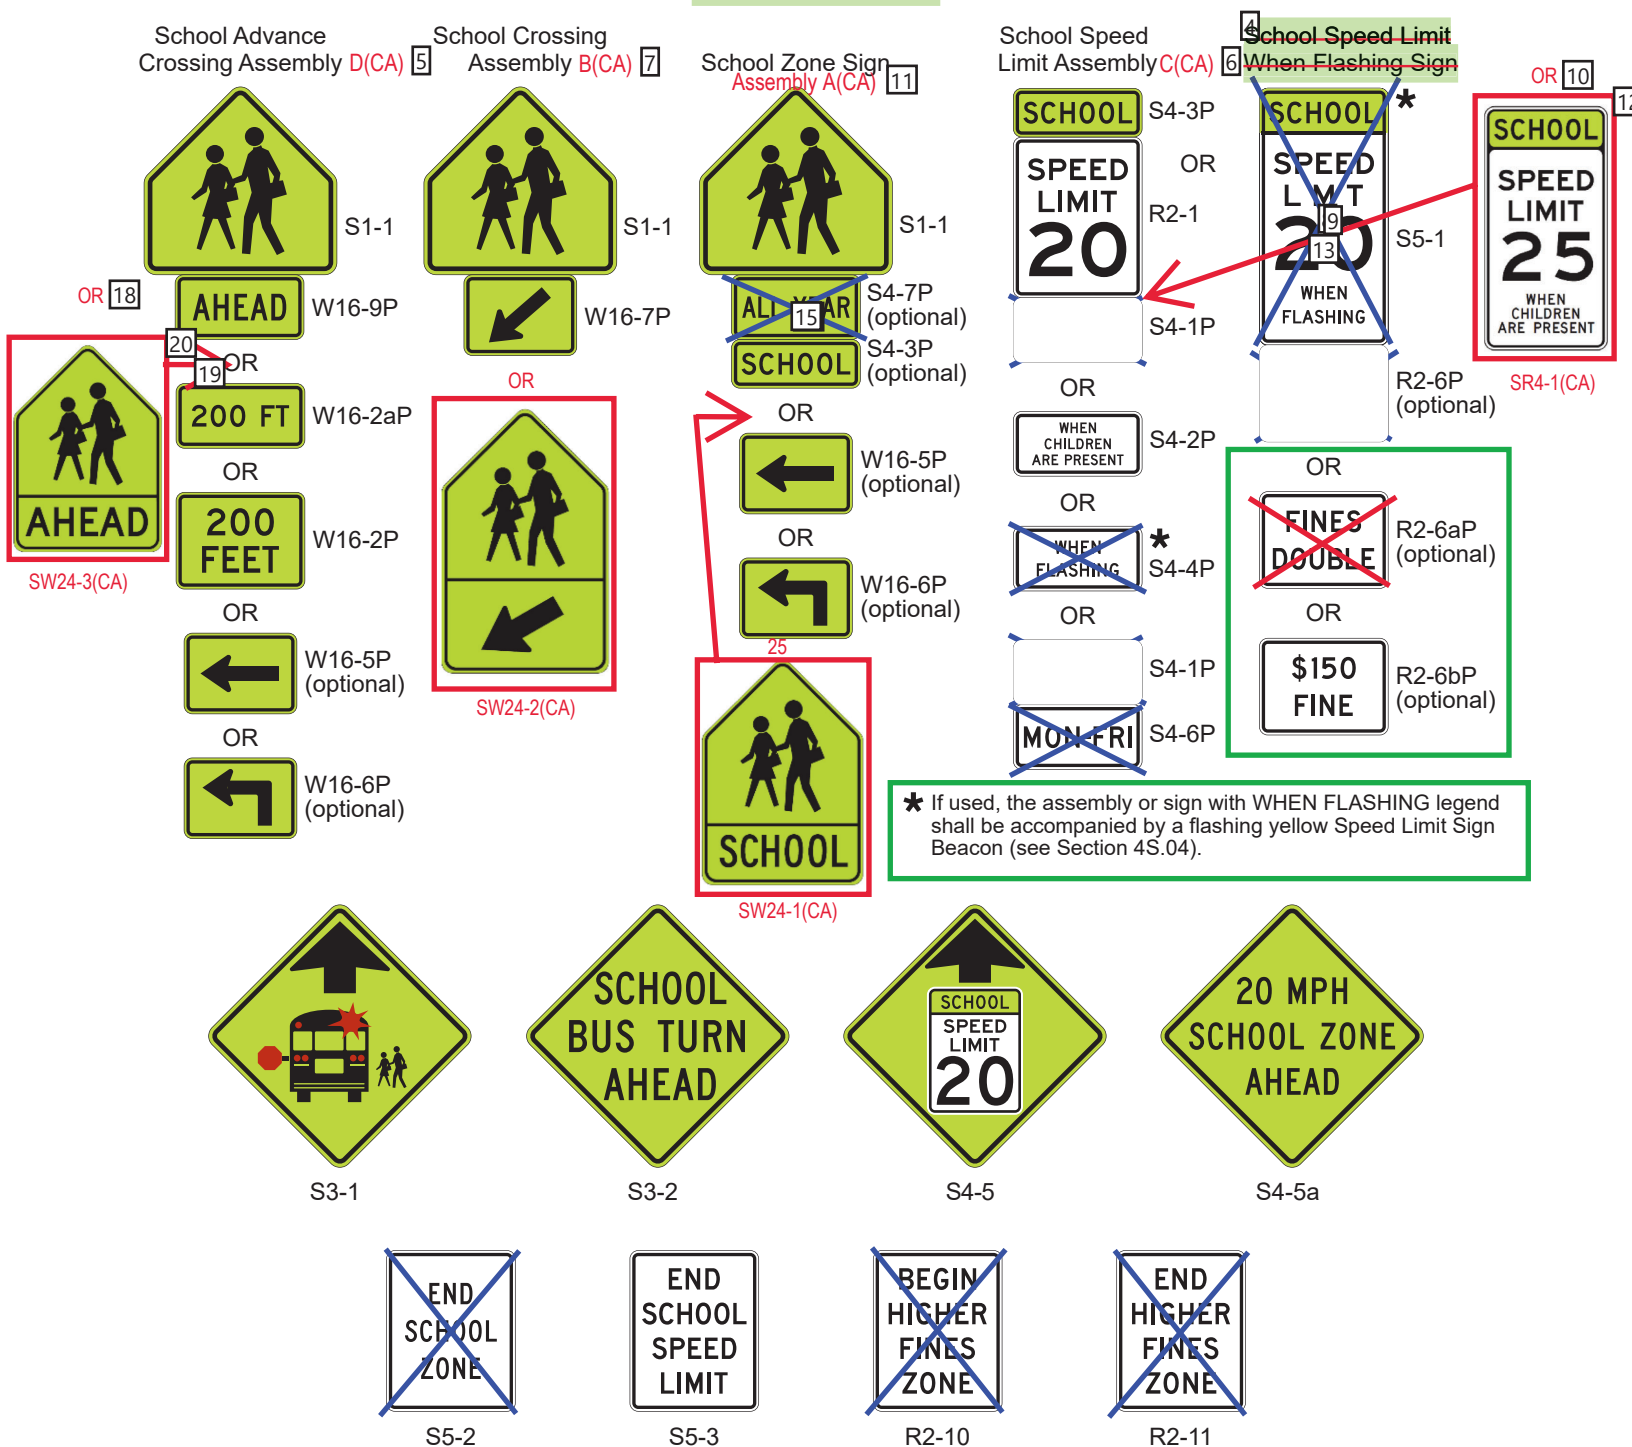 School Advance
Crossing Assembly D(CA) 5
S1-1
AHEAD
W16-9P
OR 18
20
19
OR
200 FT
W16-2aP
OR
200
FEET
W16-2P
OR
W16-5P
(optional)
OR
W16-6P
(optional)
AHEAD
SW24-3(CA)
School Crossing
Assembly B(CA) 7
S1-1
W16-7P
OR
SW24-2(CA)
School Zone Sign
Assembly A(CA) 11
S1-1
ALL YEAR
15
S4-7P
(optional)
SCHOOL
S4-3P
(optional)
OR
W16-5P
(optional)
OR
W16-6P
(optional)
25
SCHOOL
SW24-1(CA)
School Speed
Limit Assembly C(CA) 6
SCHOOL
S4-3P
OR
SPEED
LIMIT
20
R2-1
S4-1P
OR
WHEN
CHILDREN
ARE PRESENT
S4-2P
OR
WHEN
FLASHING
*
S4-4P
OR
S4-1P
MON-FRI
S4-6P
4
School Speed Limit
When Flashing Sign
SCHOOL
*
SPEED
LIMIT
20
9
13
WHEN
FLASHING
S5-1
R2-6P
(optional)
OR
FINES
DOUBLE
R2-6aP
(optional)
OR
$150
FINE
R2-6bP
(optional)
OR 10
12
SCHOOL
SPEED
LIMIT
25
WHEN
CHILDREN
ARE PRESENT
SR4-1(CA)
* If used, the assembly or sign with WHEN FLASHING legend
shall be accompanied by a flashing yellow Speed Limit Sign
Beacon (see Section 4S.04).
S3-1
SCHOOL
BUS TURN
AHEAD
S3-2
SCHOOL
SPEED
LIMIT
20
S4-5
20 MPH
SCHOOL ZONE
AHEAD
S4-5a
END
SCHOOL
ZONE
S5-2
END
SCHOOL
SPEED
LIMIT
S5-3
BEGIN
HIGHER
FINES
ZONE
R2-10
END
HIGHER
FINES
ZONE
R2-11